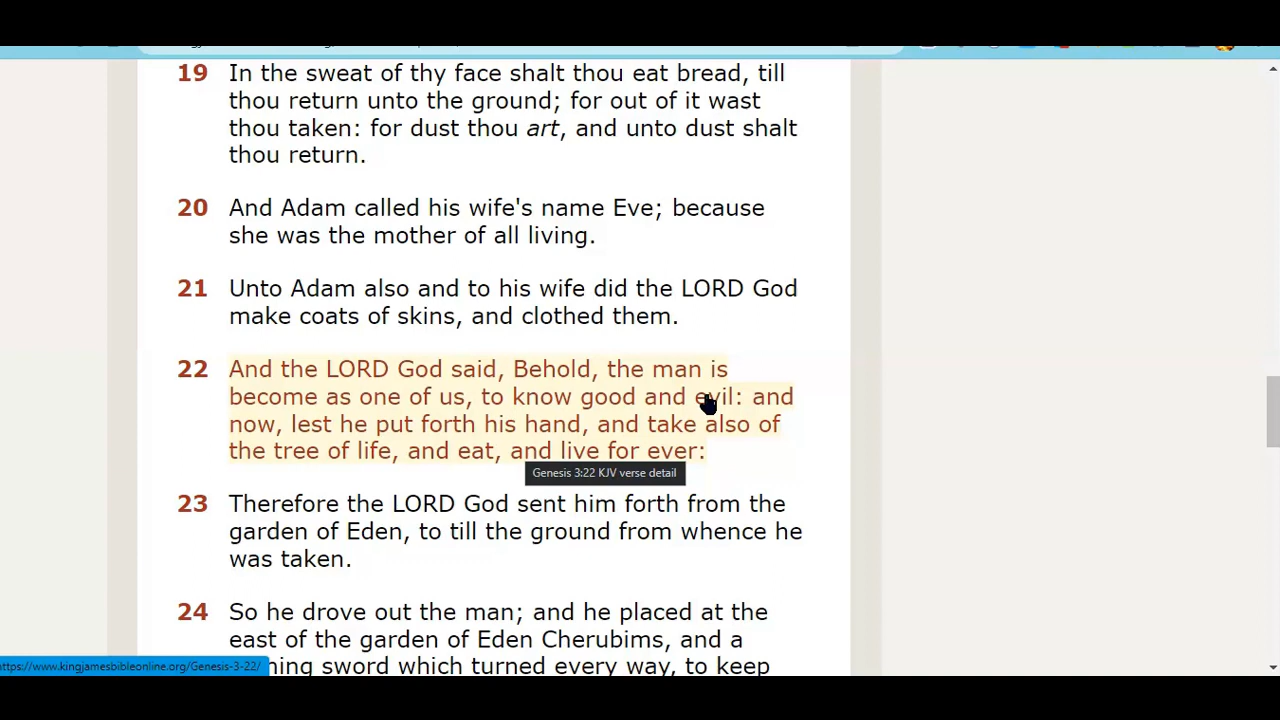 19 In the sweat of thy face shalt thou eat bread, till
thou return unto the ground; for out of it wast
thou taken: for dust thou art, and unto dust shalt
thou return.
20 And Adam called his wife's name Eve; because
she was the mother of all living.
21 Unto Adam also and to his wife did the LORD God
make coats of skins, and clothed them.
22 And the LORD God said, Behold, the man is
become as one of us, to know good and evil: and
now, lest he put forth his hand, and take also of
the tree of life, and eat, and live for ever:
Genesis 3:22 KJV verse detail
23 Therefore the LORD God sent him forth from the
garden of Eden, to till the ground from whence he
was taken.
24 So he drove out the man; and he placed at the
east of the garden of Eden Cherubims, and a
sword which turned every way, to keep
https://www.kingjamesbibleonline.org/Genesis-3-22/